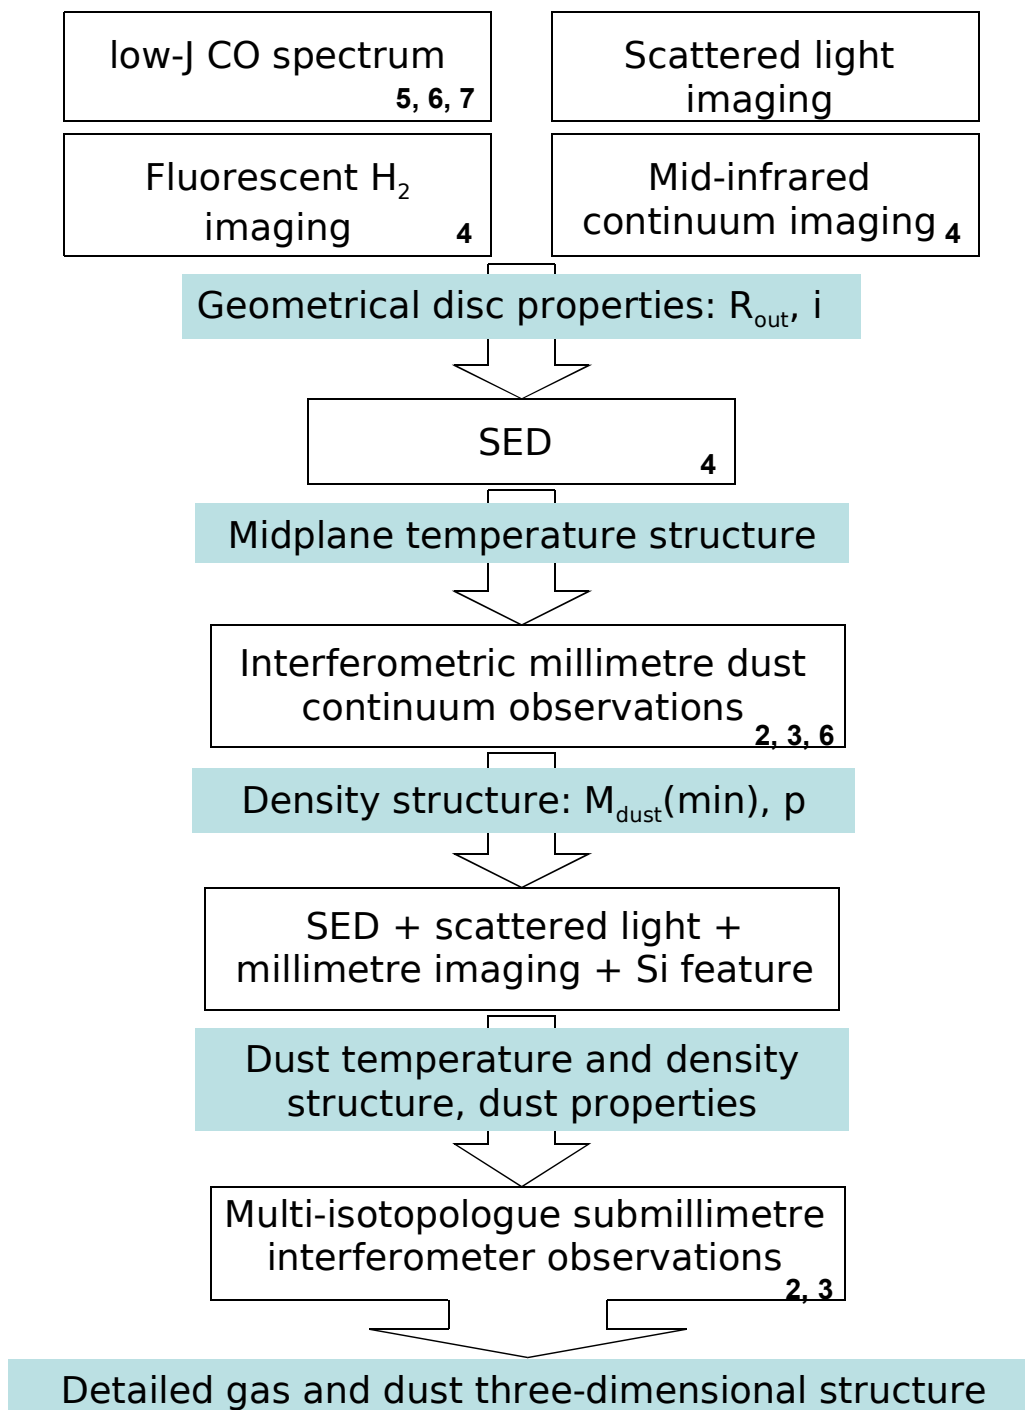 low-J CO spectrum
5, 6, 7
Scattered light
imaging
Fluorescent H₂
imaging
4
Mid-infrared
continuum imaging
4
Geometrical disc properties: R_out, i
SED
4
Midplane temperature structure
Interferometric millimetre dust
continuum observations
2, 3, 6
Density structure: M_dust(min), p
SED + scattered light +
millimetre imaging + Si feature
Dust temperature and density
structure, dust properties
Multi-isotopologue submillimetre
interferometer observations
2, 3
Detailed gas and dust three-dimensional structure